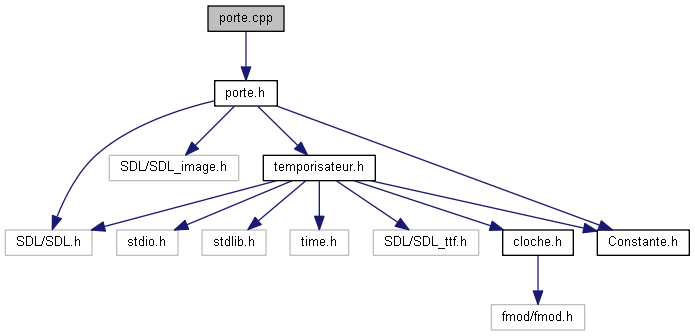 porte.cpp
porte.h
SDL/SDL_image.h
temporisateur.h
SDL/SDL.h
stdio.h
stdlib.h
time.h
SDL/SDL_ttf.h
cloche.h
Constante.h
fmod/fmod.h